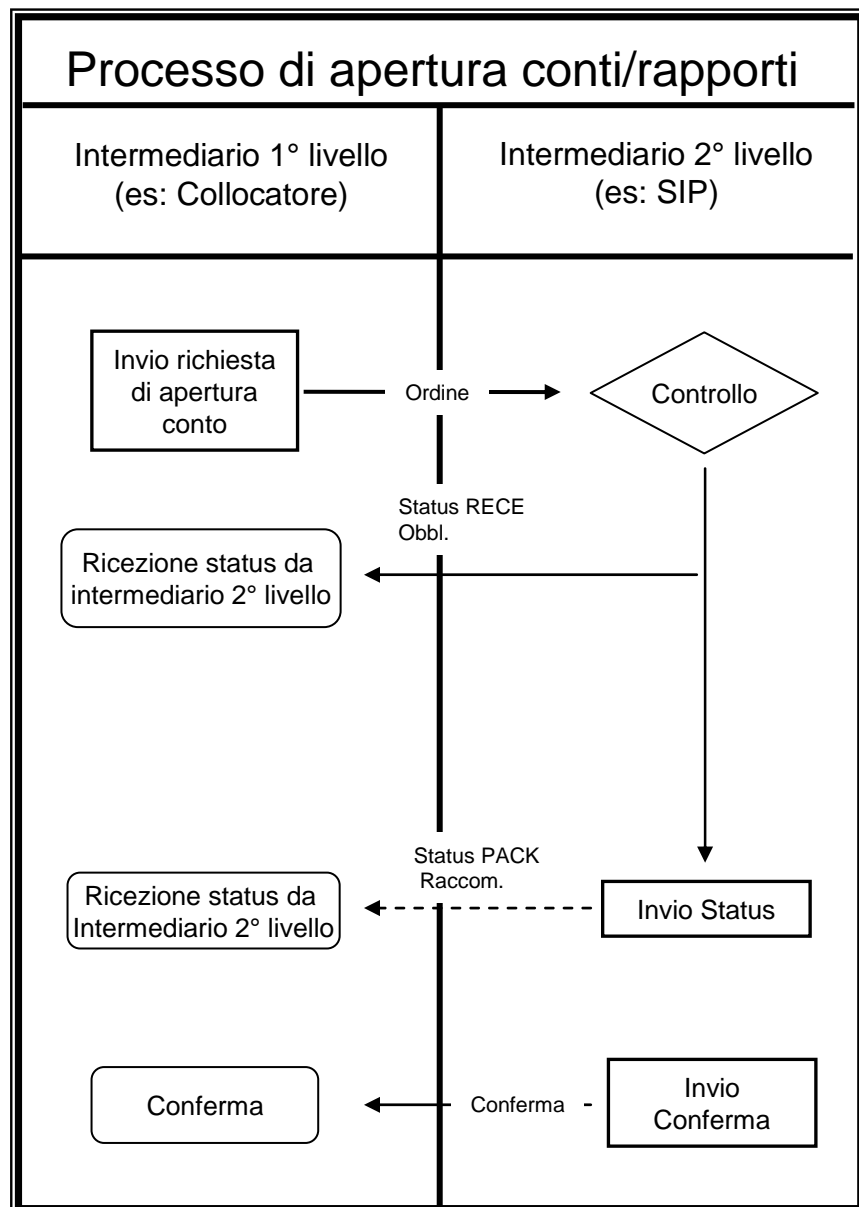 Processo di apertura conti/rapporti
Intermediario 1° livello
(es: Collocatore)
Intermediario 2° livello
(es: SIP)
Invio richiesta
di apertura
conto
Ordine
Controllo
Status RECE
Obbl.
Ricezione status da
intermediario 2° livello
Status PACK
Raccom.
Ricezione status da
Intermediario 2° livello
Invio Status
Conferma
Conferma
Invio
Conferma